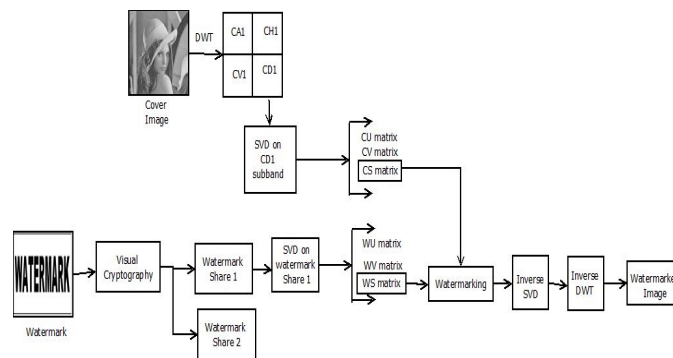 DWT
CA1
CH1
CV1
CD1
Cover
Image
SVD on
CD1
subband
CU matrix
CV matrix
CS matrix
WATERMARK
Watermark
Visual
Cryptography
Watermark
Share 1
SVD on
watermark
Share 1
WU matrix
WV matrix
WS matrix
Watermarking
Inverse
SVD
Inverse
DWT
Watermarke
Image
Watermark
Share 2